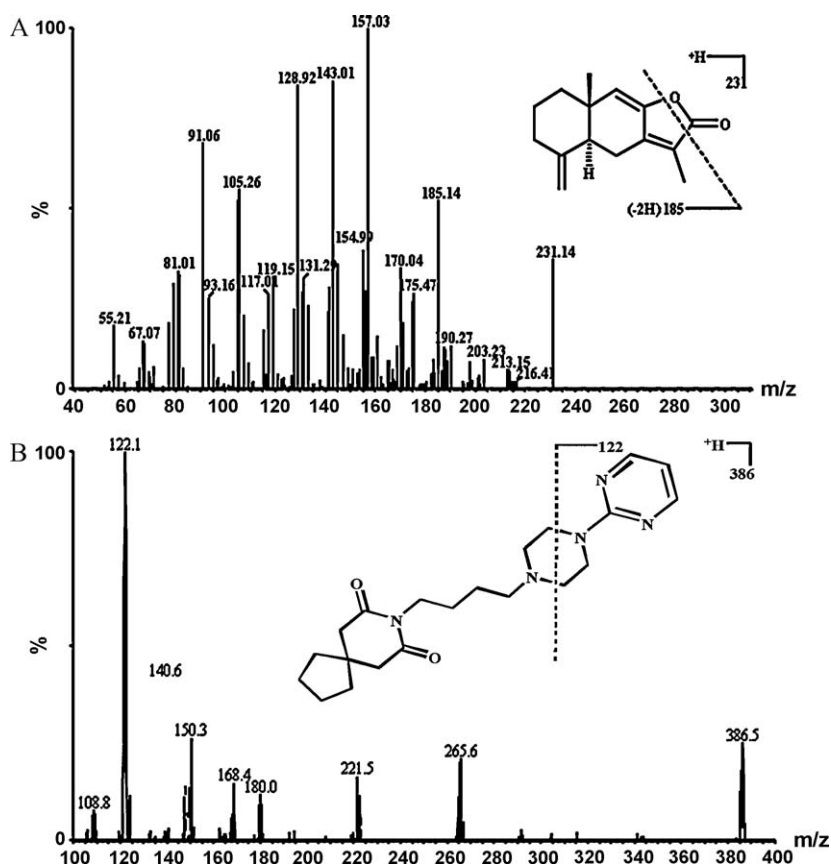 A
100
%
0
55.21
67.07
81.01
91.06
93.16
105.26
117.01
119.15
128.92
131.29
143.01
154.99
157.03
170.04
175.47
185.14
190.27
203.23
213.15
216.41
231.14
+H
231
O
O
H
(-2H) 185
40 60 80 100 120 140 160 180 200 220 240 260 280 300 m/z
B
100
%
0
108.8
122.1
140.6
150.3
168.4
180.0
221.5
265.6
386.5
122
+H
386
N
N
N
N
O
N
O
100 120 140 160 180 200 220 240 260 280 300 320 340 360 380 400
m/z